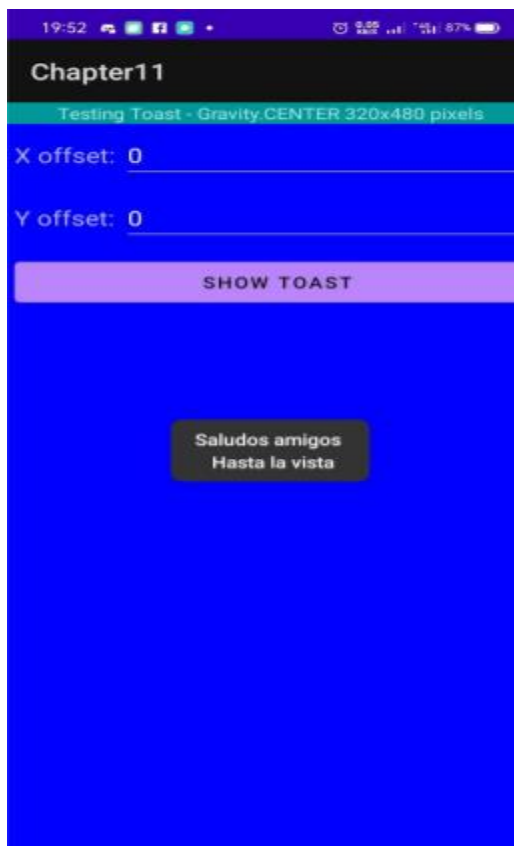 19:52
87%
Chapter11
Testing Toast - Gravity.CENTER 320x480 pixels
X offset: 0
Y offset: 0
SHOW TOAST
Saludos amigos
Hasta la vista